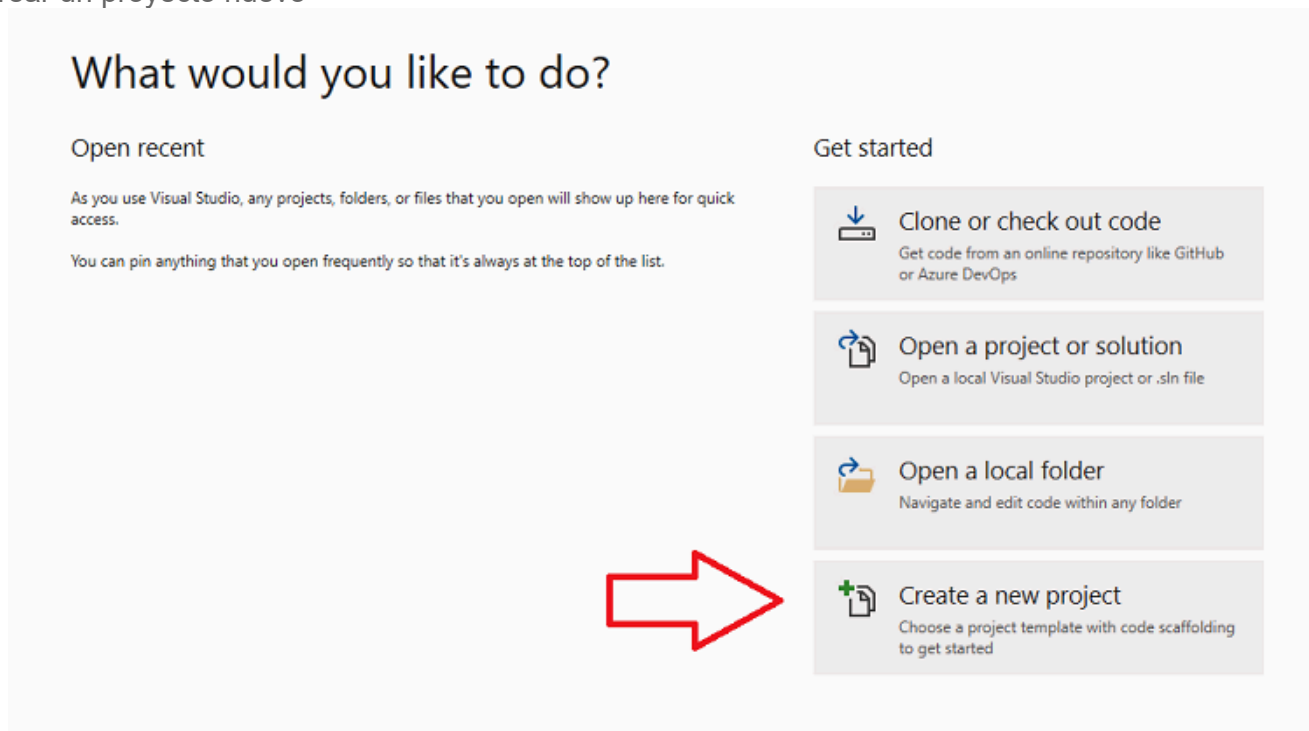 un proyecto nuevo
What would you like to do?
Open recent
As you use Visual Studio, any projects, folders, or files that you open will show up here for quick
access.
You can pin anything that you open frequently so that it's always at the top of the list.
Get started
Clone or check out code
Get code from an online repository like GitHub
or Azure DevOps
Open a project or solution
Open a local Visual Studio project or .sln file
Open a local folder
Navigate and edit code within any folder
Create a new project
Choose a project template with code scaffolding
to get started